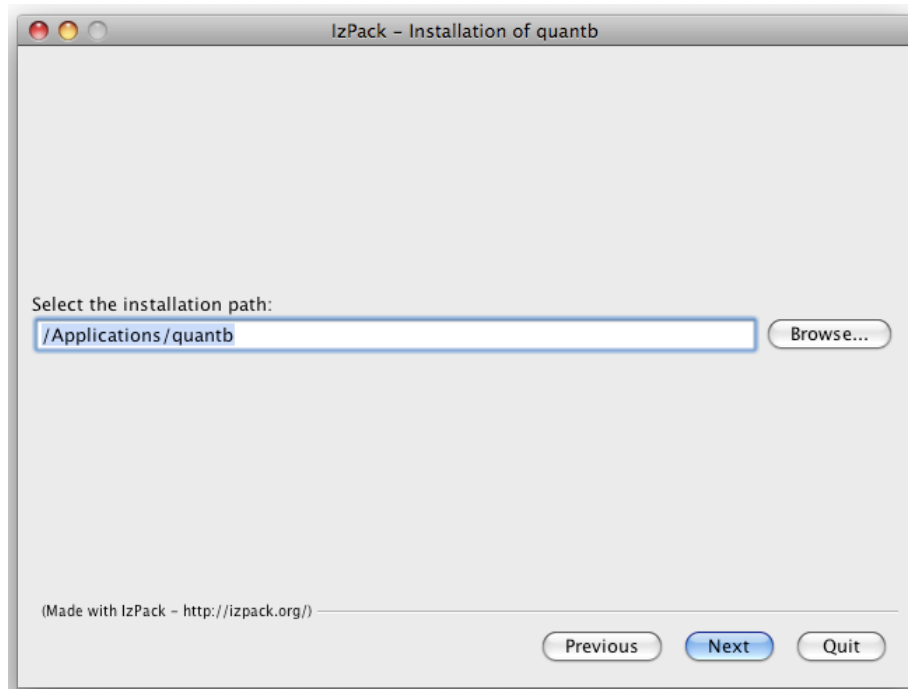 IzPack – Installation of quantb
Select the installation path:
/Applications/quantb
Browse...
(Made with IzPack – http://izpack.org/)
Previous
Next
Quit